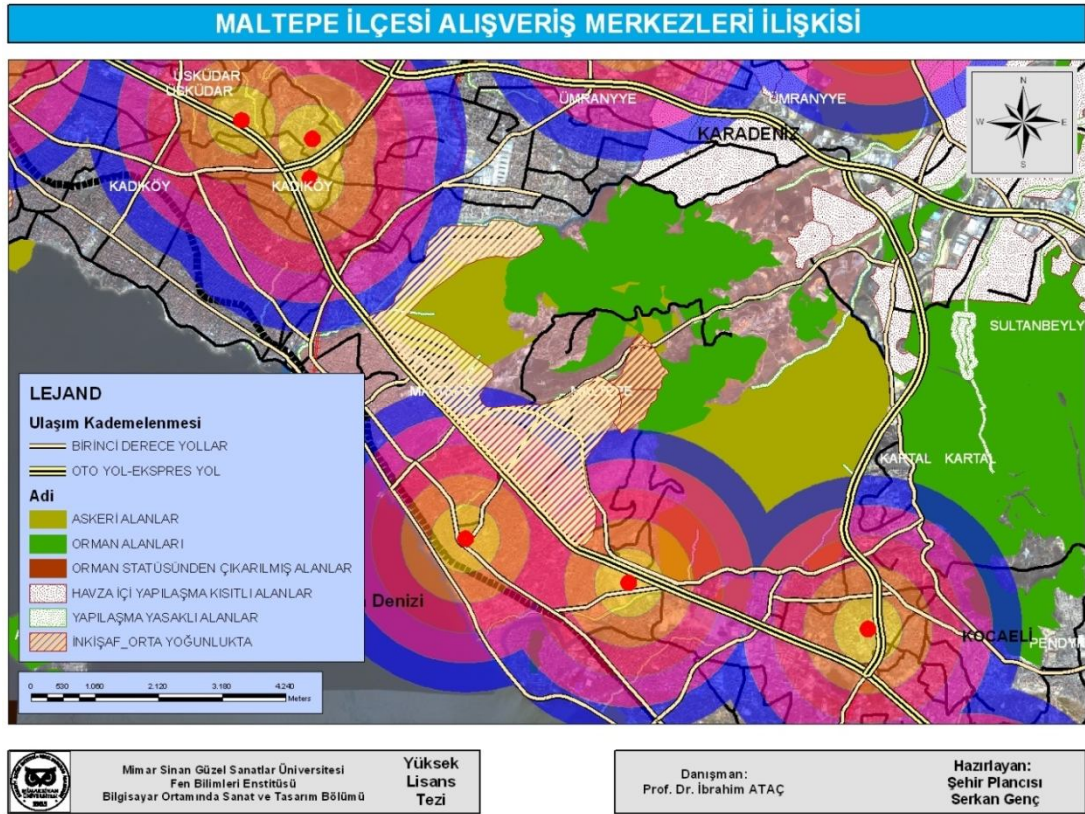 MALTEPE İLÇESİ ALIŞVERİŞ MERKEZLERİ İLİŞKİSİ
ÜSKÜDAR
ÜSKÜDAR
ÜMRANYYE
ÜMRANYYE
KARADENİZ
N
W
E
S
KADIKÖY
KADIKÖY
SULTANBEYLY
KARTAL
KARTAL
Denizi
KOCAELİ
PENDYK
LEJAND
Ulaşım Kademelenmesi
BİRİNCİ DERECE YOLLAR
OTO YOL-EKSPRES YOL
Adi
ASKERİ ALANLAR
ORMAN ALANLARI
ORMAN STATÜSÜNDEN ÇIKARILMIŞ ALANLAR
HAVZA İÇİ YAPILAŞMA KISITLI ALANLAR
YAPILAŞMA YASAKLI ALANLAR
İNKİŞAF_ORTA YOĞUNLUKTA
0 530 1.060 2.120 3.180 4.240
Meters
Mimar Sinan Güzel Sanatlar Üniversitesi
Fen Bilimleri Enstitüsü
Bilgisayar Ortamında Sanat ve Tasarım Bölümü
Yüksek
Lisans
Tezi
Danışman:
Prof. Dr. İbrahim ATAÇ
Hazırlayan:
Şehir Plancısı
Serkan Genç